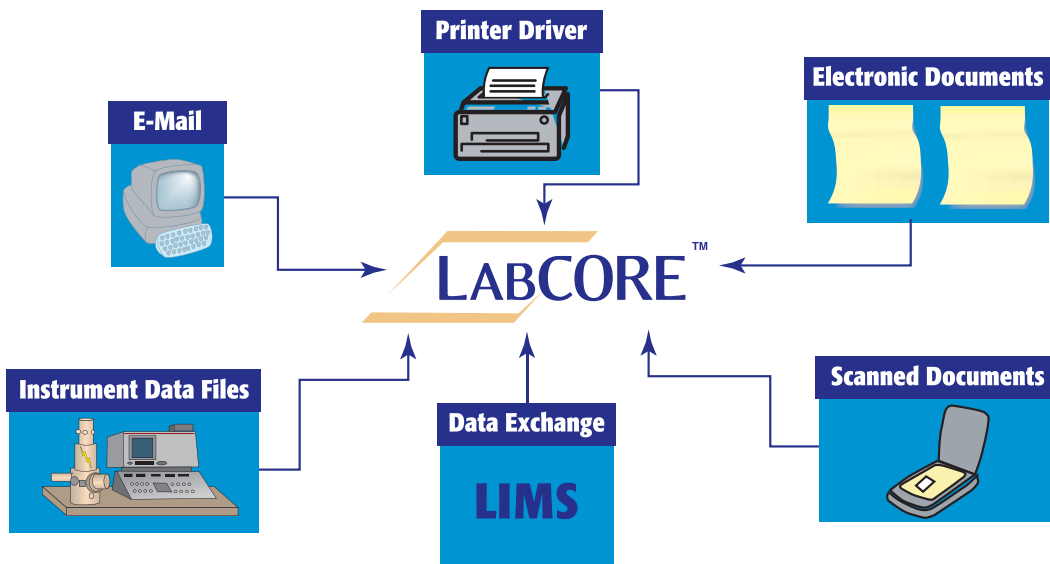 Printer Driver
Electronic Documents
E-Mail
LABCORE™
Instrument Data Files
Data Exchange
LIMS
Scanned Documents